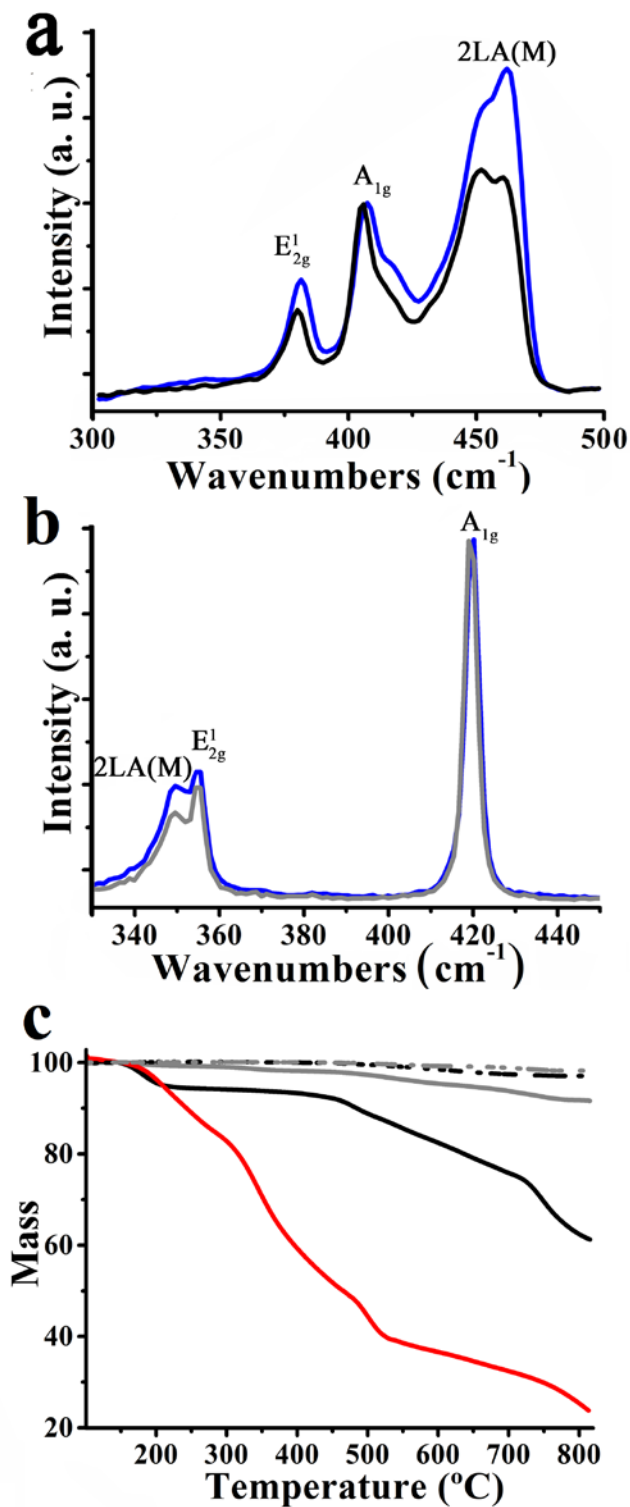 a
2LA(M)
A1g
E¹2g
Intensity (a. u.)
300 350 400 450 500
Wavenumbers (cm⁻¹)
b
A1g
E¹2g
2LA(M)
Intensity (a. u.)
340 360 380 400 420 440
Wavenumbers (cm⁻¹)
c
100
80
60
40
20
Mass
200 300 400 500 600 700 800
Temperature (ºC)